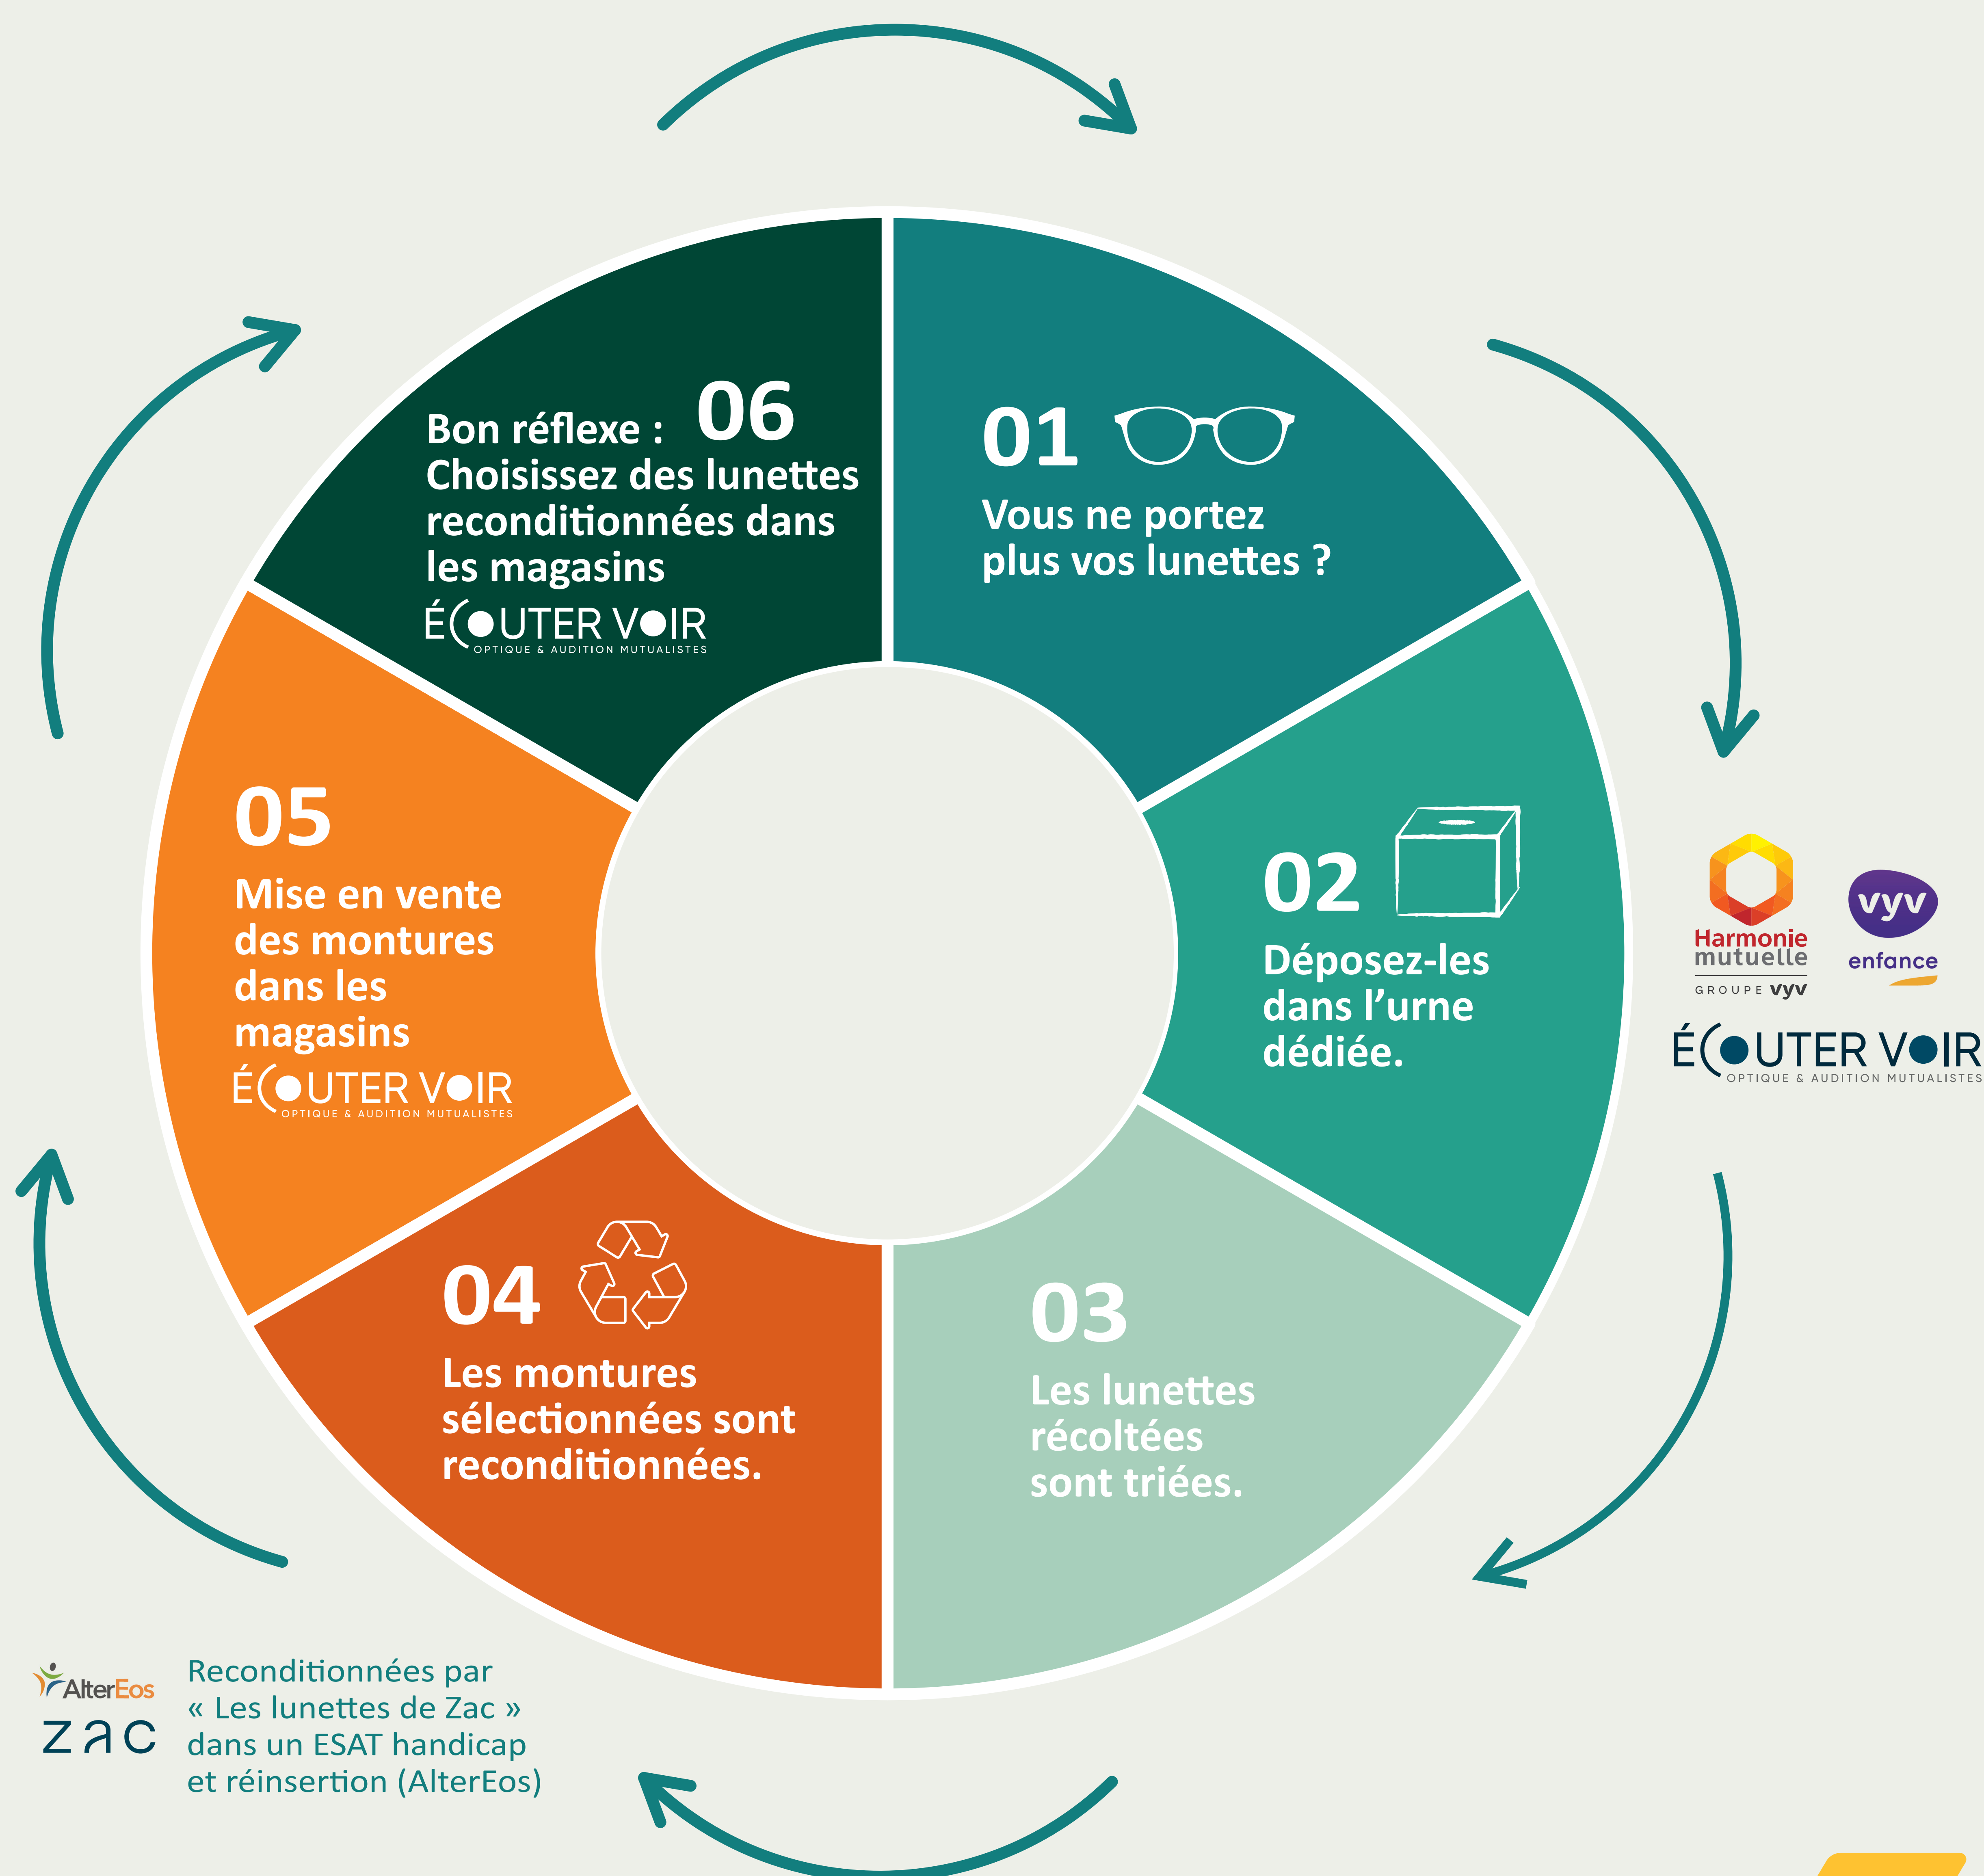 01
Vous ne portez
plus vos lunettes ?
02
Déposez-les
dans l’urne
dédiée.
Harmonie
mutuelle
GROUPE vyv
vyv
enfance
ÉCOUTER VOIR
OPTIQUE & AUDITION MUTUALISTES
03
Les lunettes
récoltées
sont triées.
04
Les montures
sélectionnées sont
reconditionnées.
AlterEos
zac
Reconditionnées par
« Les lunettes de Zac »
dans un ESAT handicap
et réinsertion (AlterEos)
05
Mise en vente
des montures
dans les
magasins
ÉCOUTER VOIR
OPTIQUE & AUDITION MUTUALISTES
06
Bon réflexe :
Choisissez des lunettes
reconditionnées dans
les magasins
ÉCOUTER VOIR
OPTIQUE & AUDITION MUTUALISTES